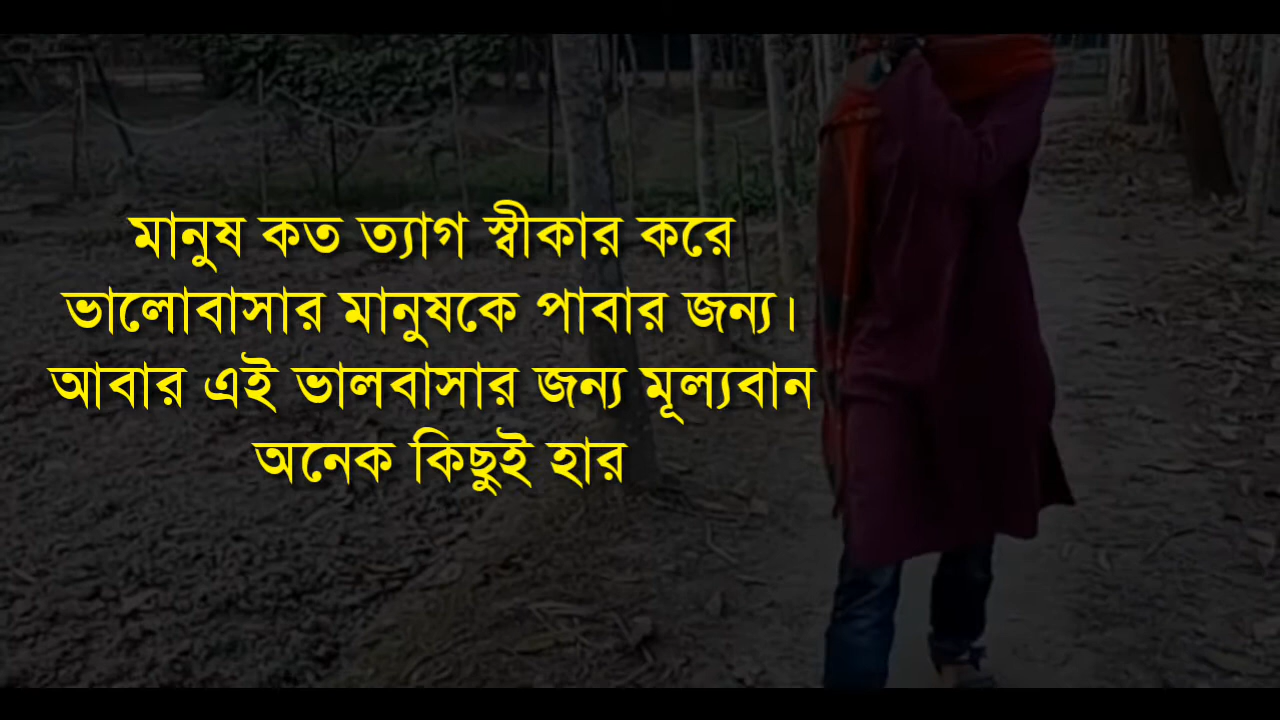 মানুষ কত ত্যাগ স্বীকার করে
ভালোবাসার মানুষকে পাবার জন্য।
আবার এই ভালবাসার জন্য মূল্যবান
অনেক কিছুই হার